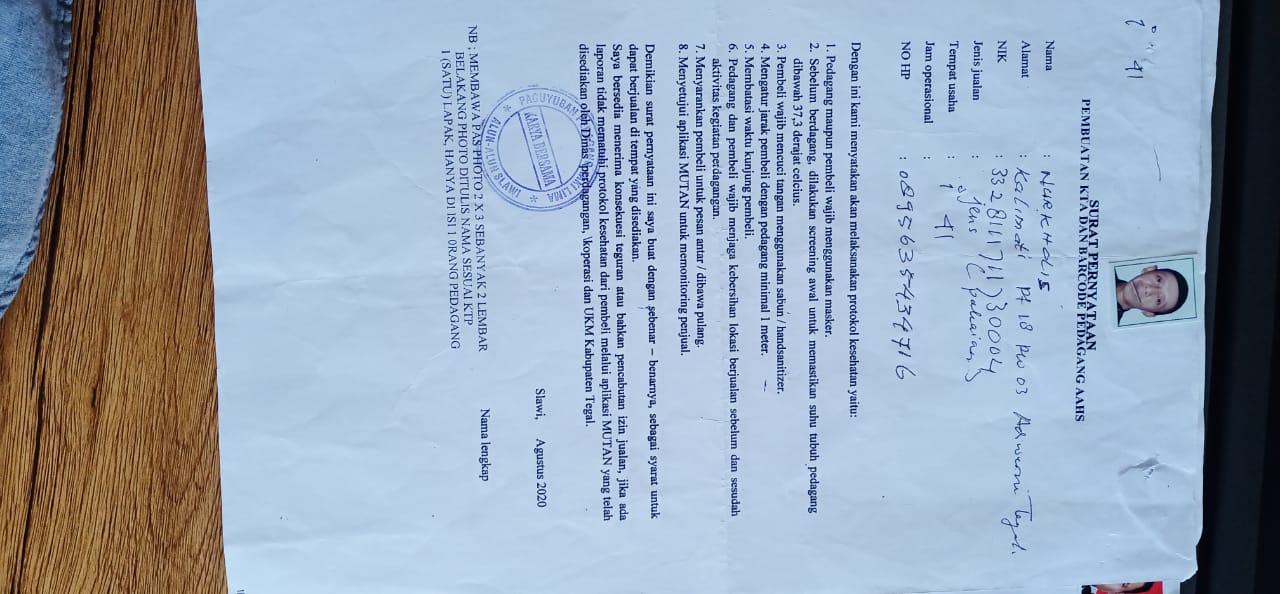 i 41
SURAT PERNYATAAN
PEMBUATAN KTA DAN BARCODE PEDAGANG AAHS
Nama : NURKHOLIS
Alamat : Kalimati Rt 18 Rw 03 Adiwerna Tegal.
NIK : 3328111711730004
Jenis jualan : Jens (pakaian)
Tempat usaha : i 41
Jam operasional :
NO HP : 0895635434716
Dengan ini kami menyatakan akan melaksanakan protokol kesehatan yaitu:
1. Pedagang maupun pembeli wajib menggunakan masker.
2. Sebelum berdagang, dilakukan screening awal untuk memastikan suhu tubuh pedagang
dibawah 37,3 derajat celcius.
3. Pembeli wajib mencuci tangan menggunakan sabun / handsanitizer.
4. Mengatur jarak pembeli dengan pedagang minimal 1 meter.
5. Membatasi waktu kunjung pembeli.
6. Pedagang dan pembeli wajib menjaga kebersihan lokasi berjualan sebelum dan sesudah
aktivitas kegiatan perdagangan.
7. Menyarankan pembeli untuk pesan antar / dibawa pulang.
8. Menyetujui aplikasi MUTAN untuk memonitoring penjual.
Demikian surat pernyataan ini saya buat dengan sebenar – benarnya, sebagai syarat untuk
dapat berjualan di tempat yang disediakan.
Saya bersedia menerima konsekuesi teguran atau bahkan pencabutan izin jualan, jika ada
laporan tidak mematuhi protokol kesehatan dari pembeli melalui aplikasi MUTAN yang telah
disediakan oleh Dinas perdagangan, koperasi dan UKM Kabupaten Tegal.
Slawi, Agustus 2020
PAGUYUBAN PEDAGANG KAKI LIMA
KARYA BERSAMA
ALUN-ALUN SLAWI
Nama lengkap
NB : MEMBAWA PAS PHOTO 2 X 3 SEBANYAK 2 LEMBAR
BELAKANG PHOTO DITULIS NAMA SESUAI KTP
1 (SATU) LAPAK, HANYA DI ISI 1 ORANG PEDAGANG